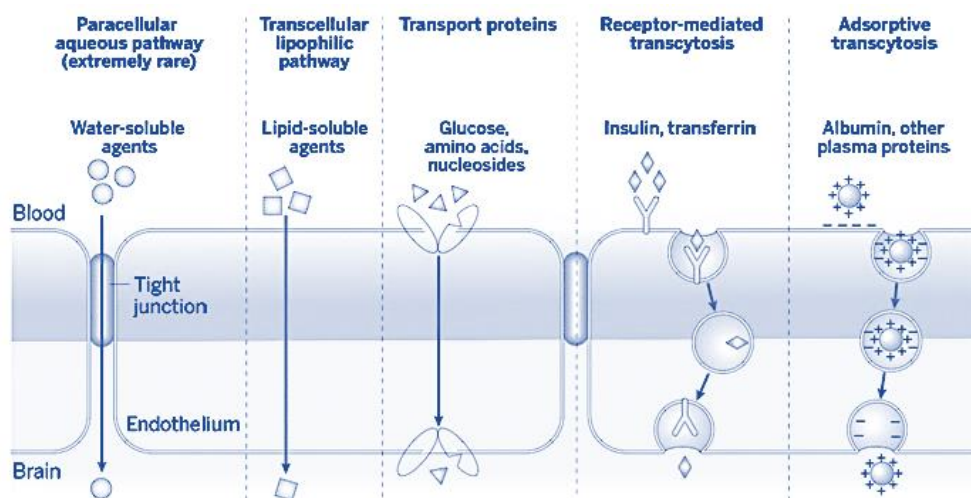 Paracellular
aqueous pathway
(extremely rare)
Transcellular
lipophilic
pathway
Transport proteins
Receptor-mediated
transcytosis
Adsorptive
transcytosis
Water-soluble
agents
Lipid-soluble
agents
Glucose,
amino acids,
nucleosides
Insulin, transferrin
Albumin, other
plasma proteins
Blood
Tight
junction
Endothelium
Brain